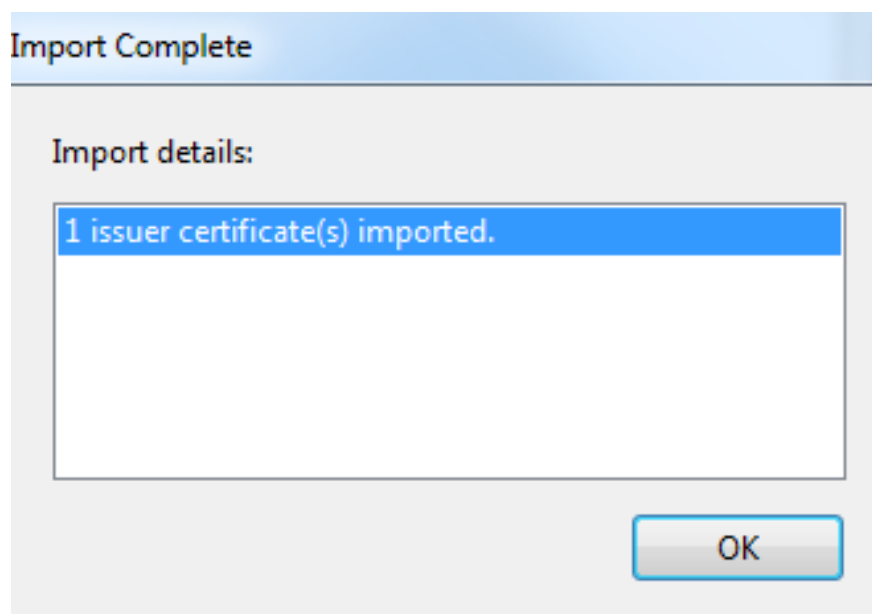 Import Complete
Import details:
1 issuer certificate(s) imported.
OK